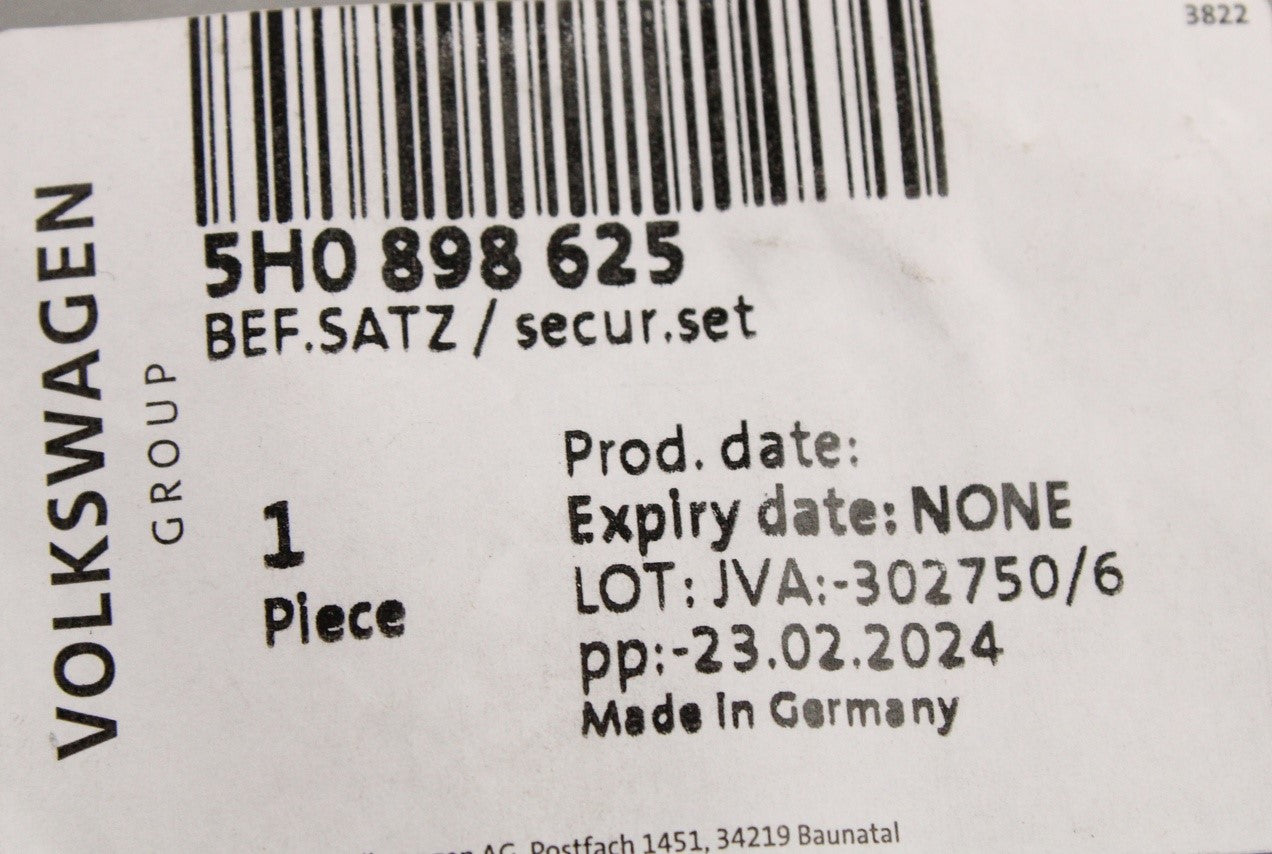 3822
VOLKSWAGEN
GROUP
5H0 898 625
BEF.SATZ / secur.set
1
Piece
Prod. date:
Expiry date: NONE
LOT: JVA:-302750/6
pp:-23.02.2024
Made in Germany
AG, Postfach 1451, 34219 Baunatal